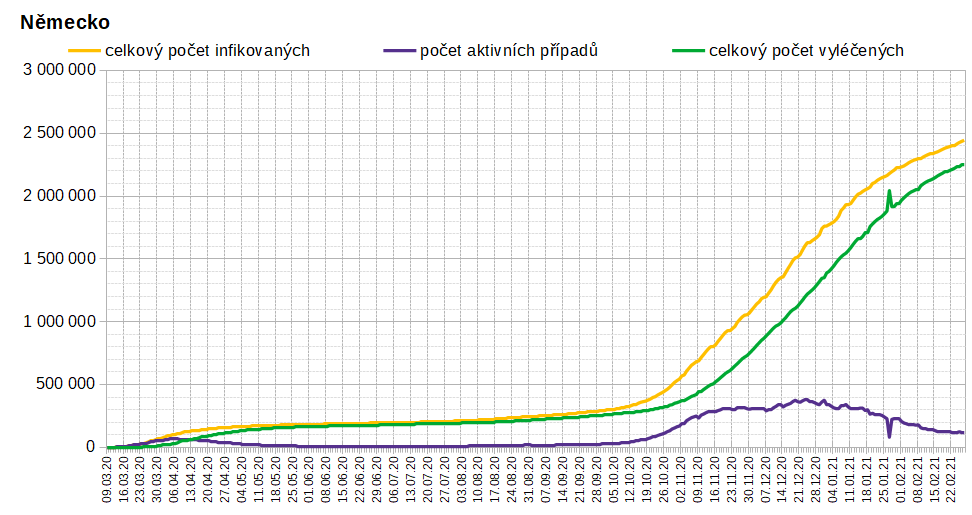 Německo
celkový počet infikovaných počet aktivních případů celkový počet vyléčených
3 000 000
2 500 000
2 000 000
1 500 000
1 000 000
500 000
0
09.03.20 16.03.20 23.03.20 30.03.20 06.04.20 13.04.20 20.04.20 27.04.20 04.05.20 11.05.20 18.05.20 25.05.20 01.06.20 08.06.20 15.06.20 22.06.20 29.06.20 06.07.20 13.07.20 20.07.20 27.07.20 03.08.20 10.08.20 17.08.20 24.08.20 31.08.20 07.09.20 14.09.20 21.09.20 28.09.20 05.10.20 12.10.20 19.10.20 26.10.20 02.11.20 09.11.20 16.11.20 23.11.20 30.11.20 07.12.20 14.12.20 21.12.20 28.12.20 04.01.21 11.01.21 18.01.21 25.01.21 01.02.21 08.02.21 15.02.21 22.02.21